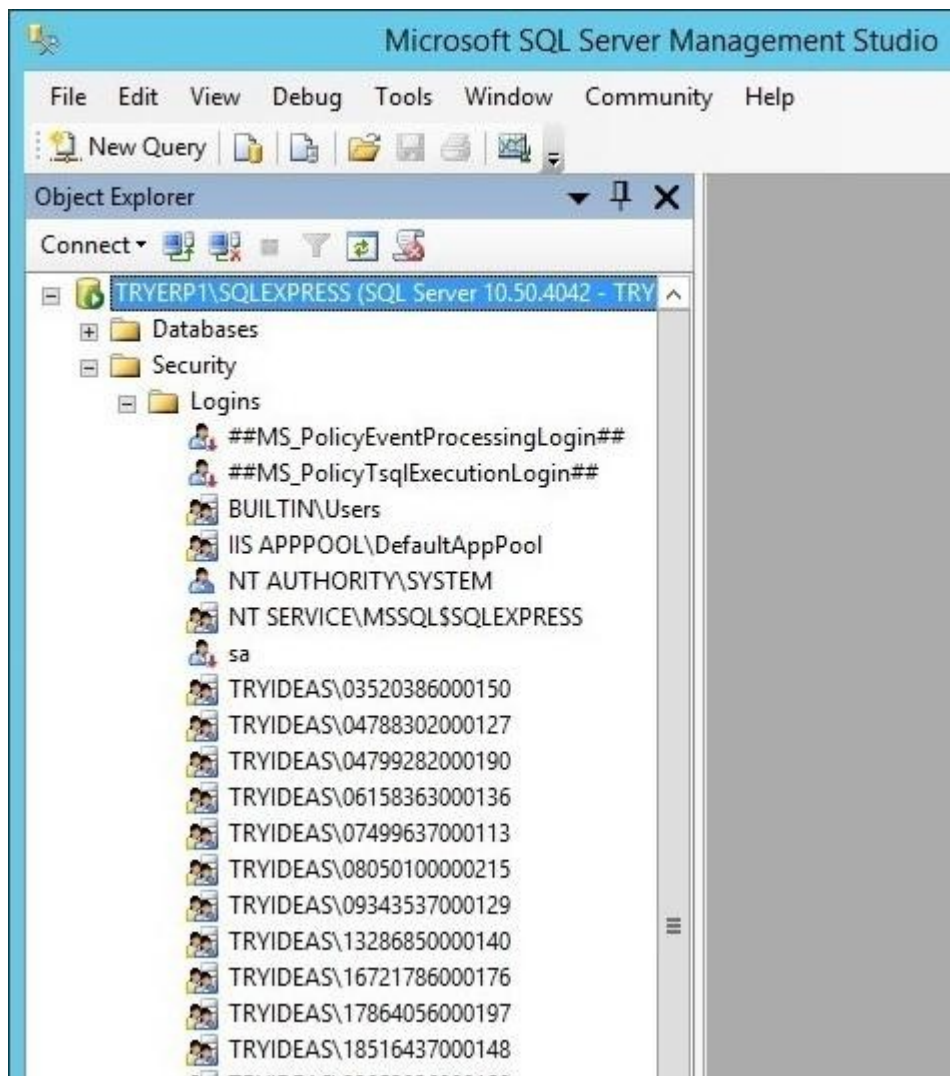 Microsoft SQL Server Management Studio
File Edit View Debug Tools Window Community Help
New Query
Object Explorer
Connect
TRYERP1\SQLEXPRESS (SQL Server 10.50.4042 - TRY
Databases
Security
Logins
##MS_PolicyEventProcessingLogin##
##MS_PolicyTsqlExecutionLogin##
BUILTIN\Users
IIS APPPOOL\DefaultAppPool
NT AUTHORITY\SYSTEM
NT SERVICE\MSSQL$SQLEXPRESS
sa
TRYIDEAS\03520386000150
TRYIDEAS\04788302000127
TRYIDEAS\04799282000190
TRYIDEAS\06158363000136
TRYIDEAS\07499637000113
TRYIDEAS\08050100000215
TRYIDEAS\09343537000129
TRYIDEAS\13286850000140
TRYIDEAS\16721786000176
TRYIDEAS\17864056000197
TRYIDEAS\18516437000148